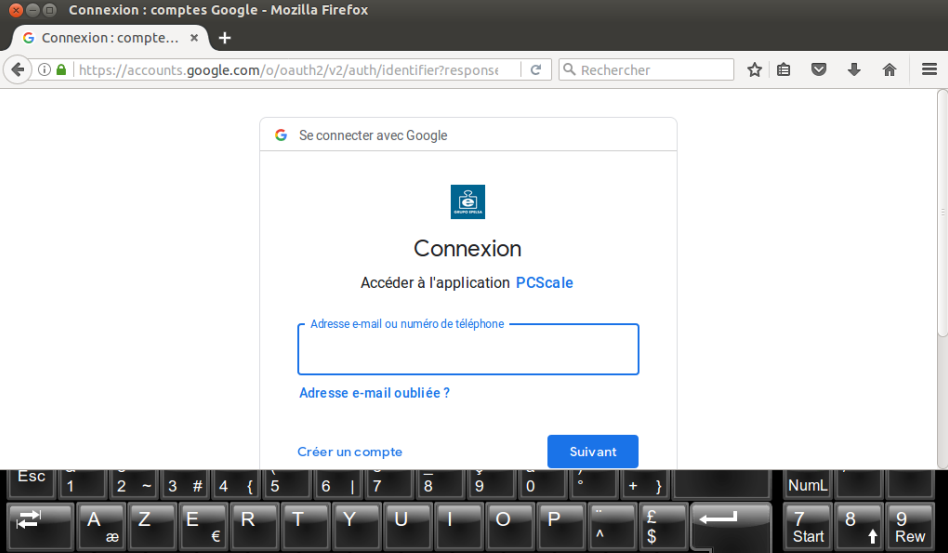 Connexion : comptes Google - Mozilla Firefox
Connexion : compte...
https://accounts.google.com/o/oauth2/v2/auth/identifier?response
Rechercher
Se connecter avec Google
GRUPO EPELSA
Connexion
Accéder à l'application PCScale
Adresse e-mail ou numéro de téléphone
Adresse e-mail oubliée ?
Créer un compte
Suivant
Esc 1 2 ~ 3 # 4 { 5 6 | 7 8 9 0 ° + } NumL
A æ Z E € R T Y U I O P ¨ ^ £ $ 7 Start 8 9 Rew